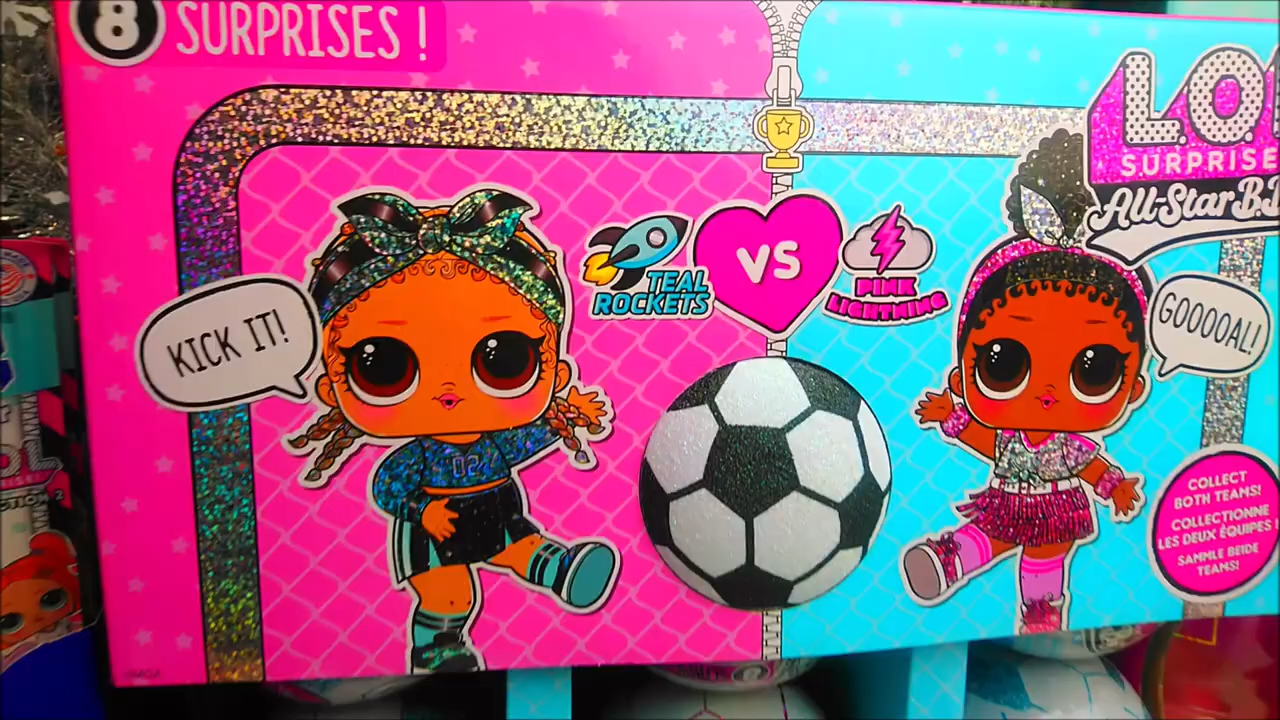 8 SURPRISES!
L.O.
SURPRISE
All-Star B.
TEAL
ROCKETS
VS
PINK
LIGHTNING
KICK IT!
GOOOOAL!
02
COLLECT
BOTH TEAMS!
COLLECTIONNE
LES DEUX ÉQUIPES !
SAMMLE BEIDE
TEAMS!